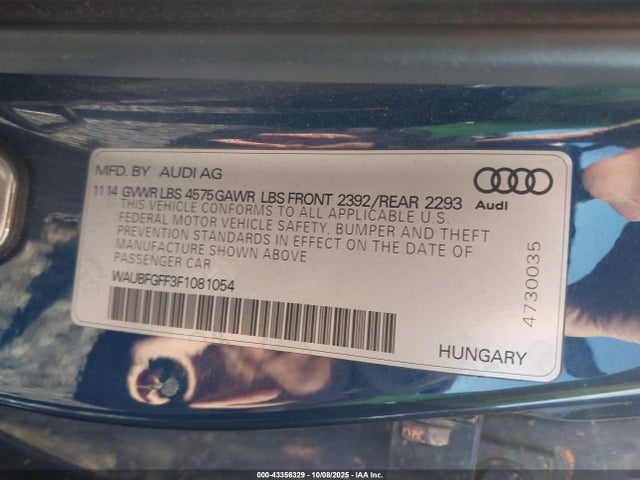 MFD. BY AUDI AG
11 14 GVWR LBS 4575 GAWR LBS FRONT 2392/REAR 2293
THIS VEHICLE CONFORMS TO ALL APPLICABLE U.S.
FEDERAL MOTOR VEHICLE SAFETY, BUMPER AND THEFT
PREVENTION STANDARDS IN EFFECT ON THE DATE OF
MANUFACTURE SHOWN ABOVE
PASSENGER CAR
WAUBFGFF3F1081054
Audi
4730035
HUNGARY
000-43356329 - 10/08/2025 - IAA Inc.